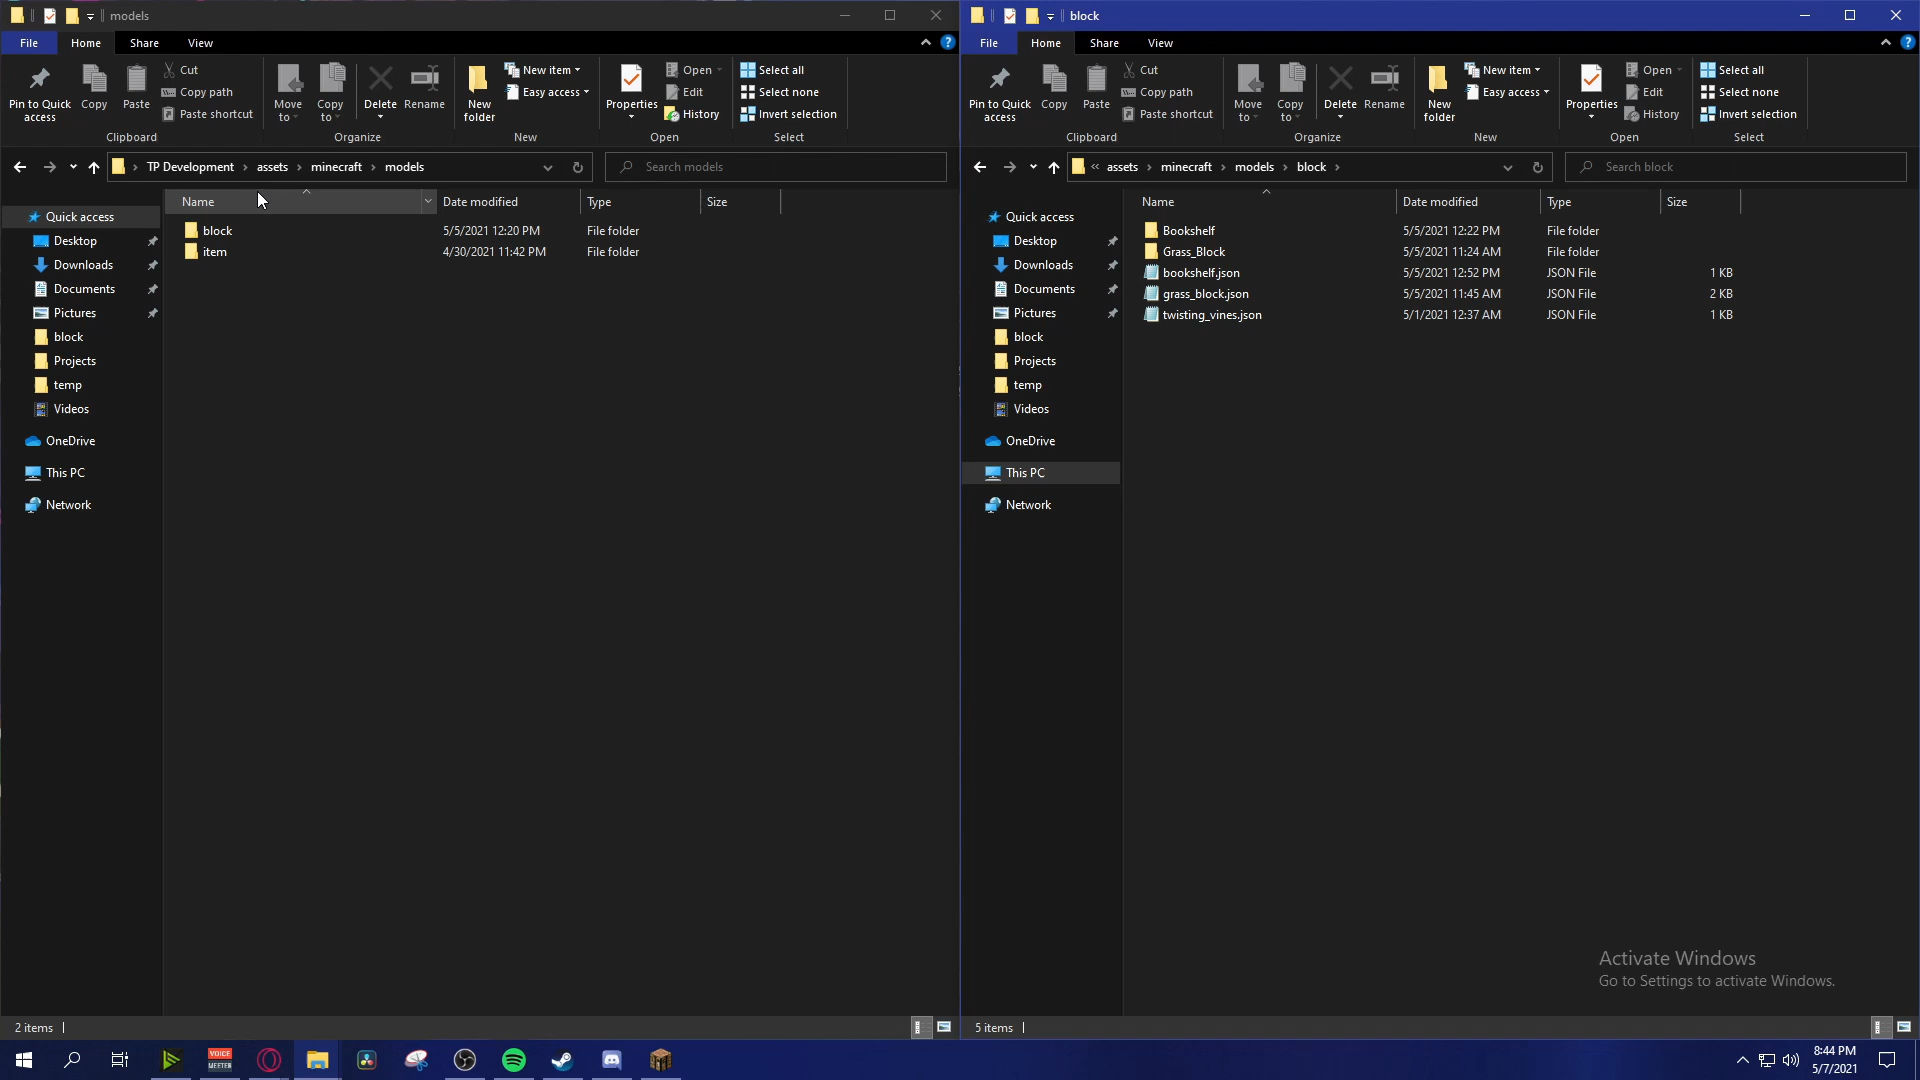 models
File
Home
Share
View
Pin to Quick access
Copy
Paste
Cut
Copy path
Paste shortcut
Clipboard
Move to
Copy to
Delete
Rename
Organize
New folder
New item
Easy access
New
Properties
Open
Edit
History
Open
Select all
Select none
Invert selection
Select
TP Development > assets > minecraft > models
Search models
Name
Date modified
Type
Size
Quick access
Desktop
Downloads
Documents
Pictures
block
Projects
temp
Videos
OneDrive
This PC
Network
block 5/5/2021 12:20 PM File folder
item 4/30/2021 11:42 PM File folder
2 items
block
File
Home
Share
View
Pin to Quick access
Copy
Paste
Cut
Copy path
Paste shortcut
Clipboard
Move to
Copy to
Delete
Rename
Organize
New folder
New item
Easy access
New
Properties
Open
Edit
History
Open
Select all
Select none
Invert selection
Select
« assets > minecraft > models > block >
Search block
Name
Date modified
Type
Size
Quick access
Desktop
Downloads
Documents
Pictures
block
Projects
temp
Videos
OneDrive
This PC
Network
Bookshelf 5/5/2021 12:22 PM File folder
Grass_Block 5/5/2021 11:24 AM File folder
bookshelf.json 5/5/2021 12:52 PM JSON File 1 KB
grass_block.json 5/5/2021 11:45 AM JSON File 2 KB
twisting_vines.json 5/1/2021 12:37 AM JSON File 1 KB
Activate Windows
Go to Settings to activate Windows.
5 items
VOICE
MEETER
8:44 PM
5/7/2021